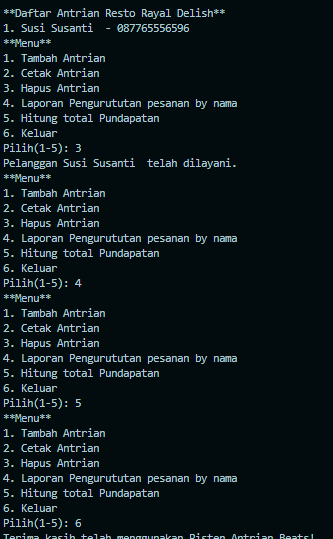 **Daftar Antrian Resto Rayal Delish**
1. Susi Susanti  - 087765556596
**Menu**
1. Tambah Antrian
2. Cetak Antrian
3. Hapus Antrian
4. Laporan Pengurututan pesanan by nama
5. Hitung total Pundapatan
6. Keluar
Pilih(1-5): 3
Pelanggan Susi Susanti  telah dilayani.
**Menu**
1. Tambah Antrian
2. Cetak Antrian
3. Hapus Antrian
4. Laporan Pengurututan pesanan by nama
5. Hitung total Pundapatan
6. Keluar
Pilih(1-5): 4
**Menu**
1. Tambah Antrian
2. Cetak Antrian
3. Hapus Antrian
4. Laporan Pengurututan pesanan by nama
5. Hitung total Pundapatan
6. Keluar
Pilih(1-5): 5
**Menu**
1. Tambah Antrian
2. Cetak Antrian
3. Hapus Antrian
4. Laporan Pengurututan pesanan by nama
5. Hitung total Pundapatan
6. Keluar
Pilih(1-5): 6
Terima kasih telah menggunakan Antrian Beats!